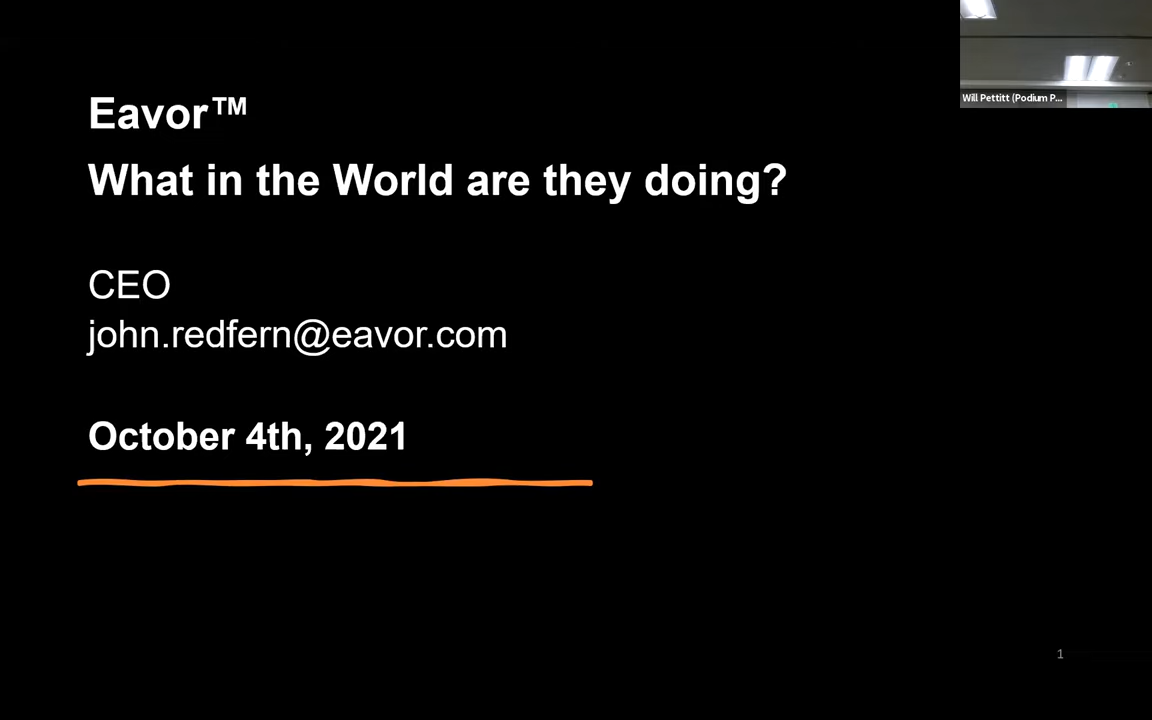 Eavor™
What in the World are they doing?
CEO
john.redfern@eavor.com
October 4th, 2021
Will Pettitt (Podium P...
1